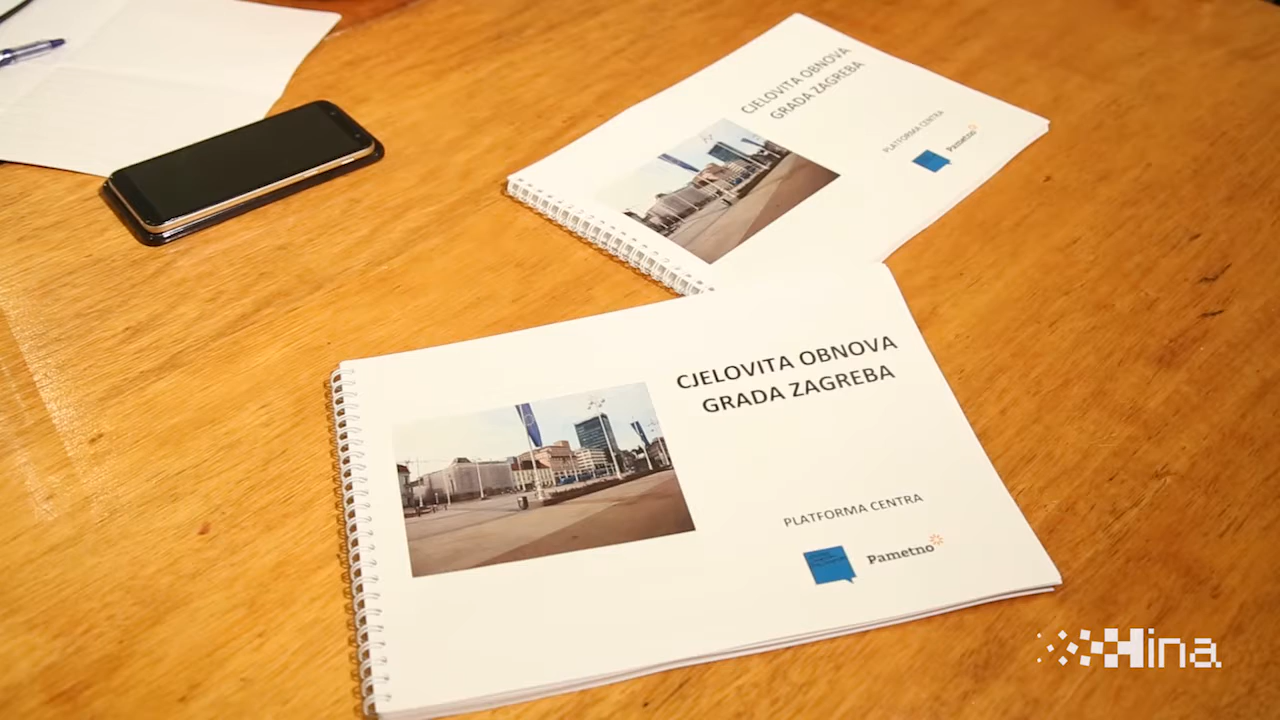 CJELOVITA OBNOVA
GRADA ZAGREBA
PLATFORMA CENTRA
Pametno
CJELOVITA OBNOVA
GRADA ZAGREBA
PLATFORMA CENTRA
Pametno
Hina